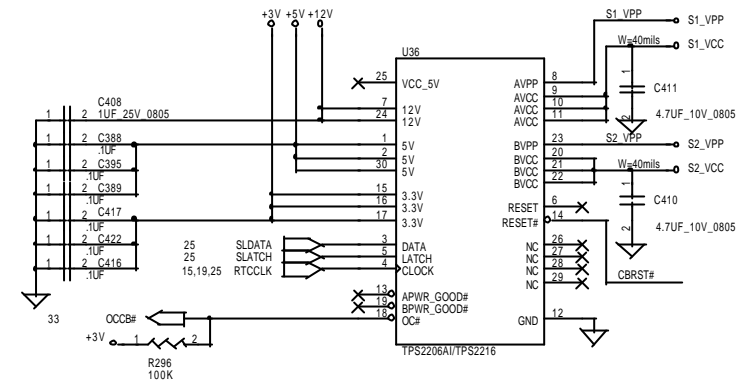 +3V +5V +12V
S1_VPP S1_VPP
W=40mils S1_VCC
U36
25 VCC_5V
AVPP 8
AVCC 9
AVCC 10
AVCC 11
1 2 C411
4.7UF_10V_0805
7 12V
24 12V
C408
1 2 1UF_25V_0805
1 2 C388
.1UF
1 2 C395
.1UF
1 2 C389
.1UF
1 2 C417
.1UF
1 2 C422
.1UF
1 2 C416
.1UF
1 5V
2 5V
30 5V
BVPP 23 S2_VPP S2_VPP
BVCC 20
BVCC 21
BVCC 22
W=40mils S2_VCC
1 2 C410
4.7UF_10V_0805
15 3.3V
16 3.3V
17 3.3V
RESET 6
RESET# 14
25 SLDATA 3 DATA
25 SLATCH 5 LATCH
15,19,25 RTCCLK 4 CLOCK
NC 26
NC 27
NC 28
NC 29
CBRST#
13 APWR_GOOD#
19 BPWR_GOOD#
18 OC#
GND 12
33 OCCB#
+3V 1 2
R296
100K
TPS2206AI/TPS2216